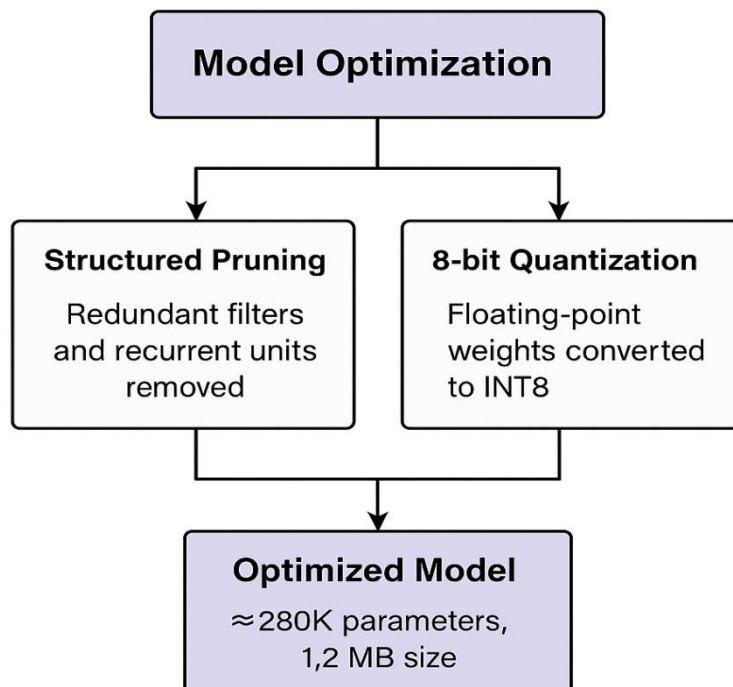 Model Optimization
Structured Pruning
Redundant filters
and recurrent units
removed
8-bit Quantization
Floating-point
weights converted
to INT8
Optimized Model
≈280K parameters,
1,2 MB size